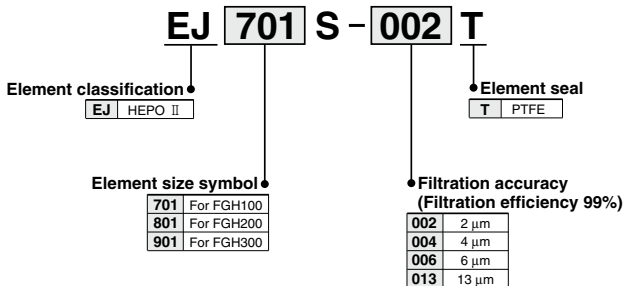 EJ 701 S – 002 T
Element classification
EJ HEPO Ⅱ
Element seal
T PTFE
Element size symbol
701 For FGH100
801 For FGH200
901 For FGH300
Filtration accuracy
(Filtration efficiency 99%)
002 2 μm
004 4 μm
006 6 μm
013 13 μm